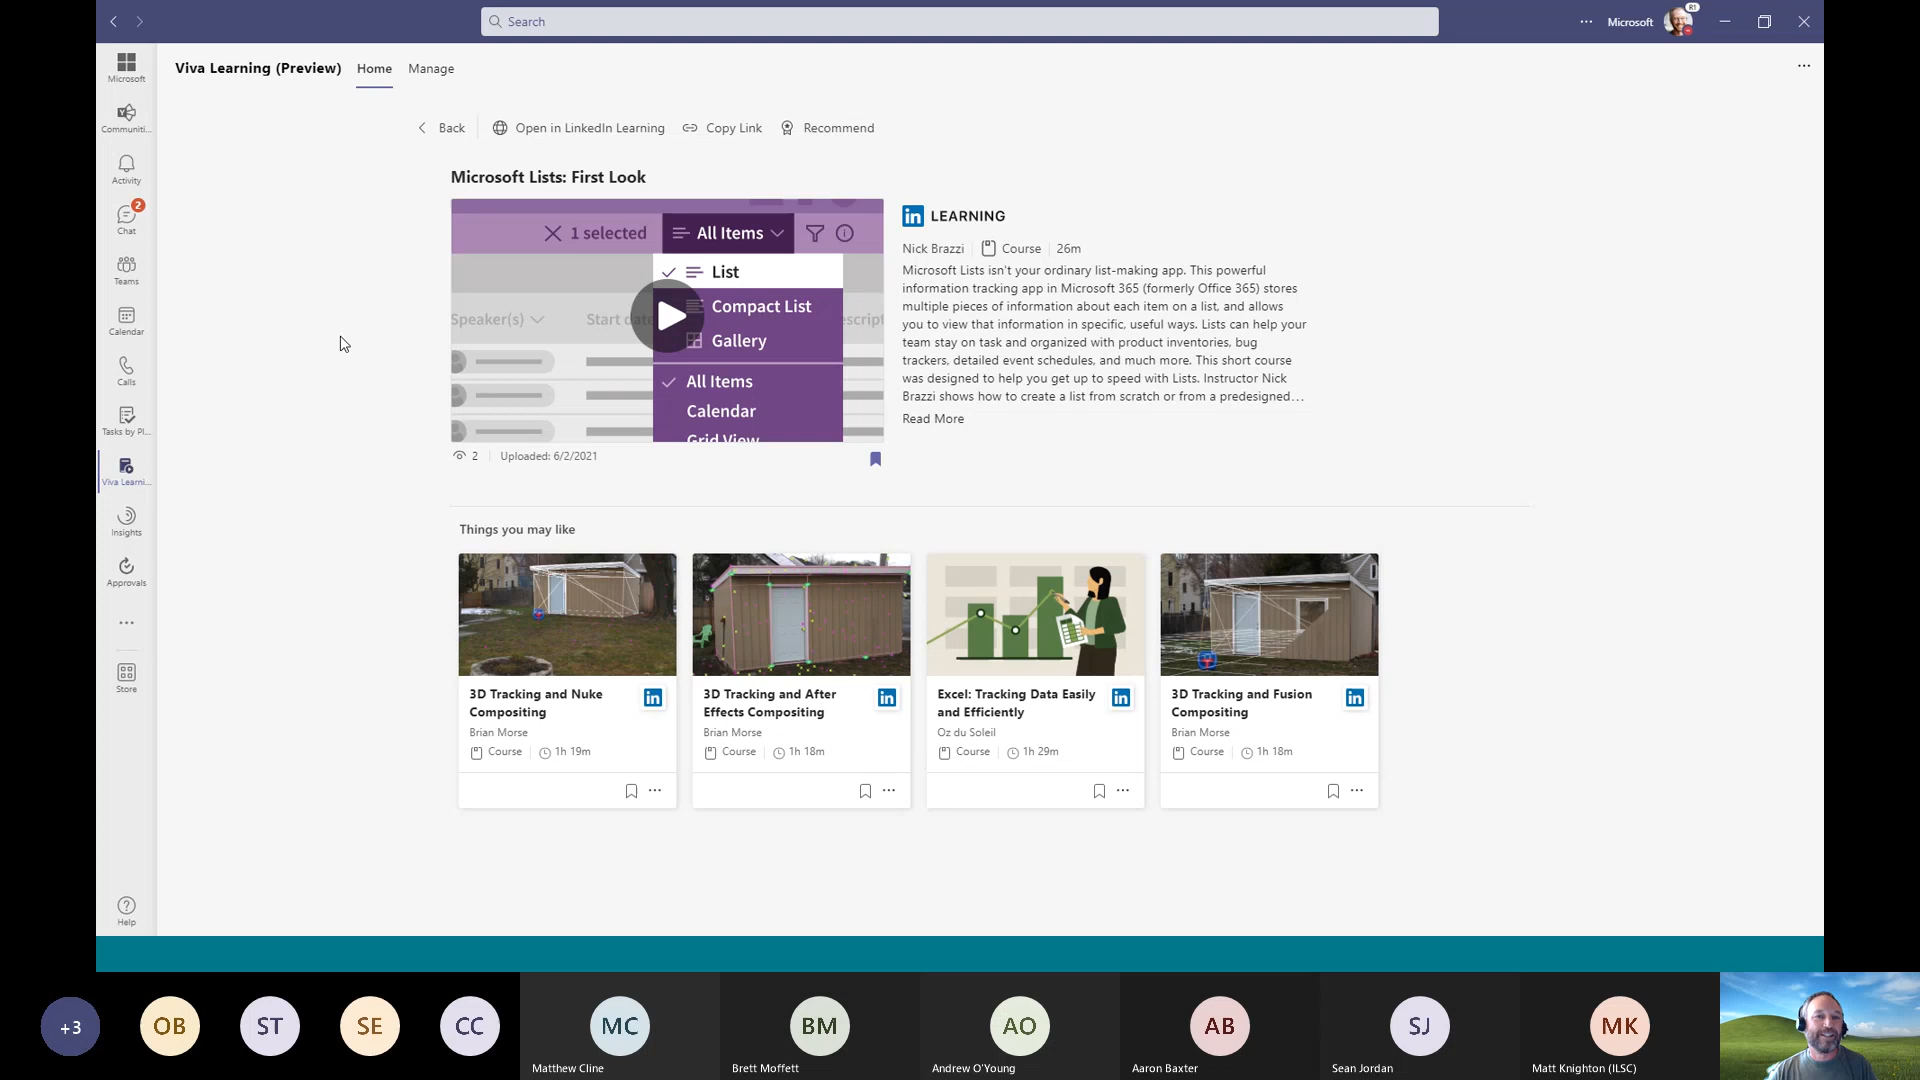 Search
Microsoft
R1
Microsoft
Communiti...
Activity
2
Chat
Teams
Calendar
Calls
Tasks by Pl...
Viva Learni...
Insights
Approvals
Store
Help
Viva Learning (Preview)
Home
Manage
Back
Open in LinkedIn Learning
Copy Link
Recommend
Microsoft Lists: First Look
1 selected
All Items
List
Compact List
Gallery
All Items
Calendar
Grid View
Speaker(s)
Start date
escript
2
Uploaded: 6/2/2021
in LEARNING
Nick Brazzi
Course
26m
Microsoft Lists isn't your ordinary list-making app. This powerful
information tracking app in Microsoft 365 (formerly Office 365) stores
multiple pieces of information about each item on a list, and allows
you to view that information in specific, useful ways. Lists can help your
team stay on task and organized with product inventories, bug
trackers, detailed event schedules, and much more. This short course
was designed to help you get up to speed with Lists. Instructor Nick
Brazzi shows how to create a list from scratch or from a predesigned...
Read More
Things you may like
3D Tracking and Nuke
Compositing
in
Brian Morse
Course
1h 19m
3D Tracking and After
Effects Compositing
in
Brian Morse
Course
1h 18m
Excel: Tracking Data Easily
and Efficiently
in
Oz du Soleil
Course
1h 29m
3D Tracking and Fusion
Compositing
in
Brian Morse
Course
1h 18m
+3
OB
ST
SE
CC
MC
Matthew Cline
BM
Brett Moffett
AO
Andrew O'Young
AB
Aaron Baxter
SJ
Sean Jordan
MK
Matt Knighton (ILSC)